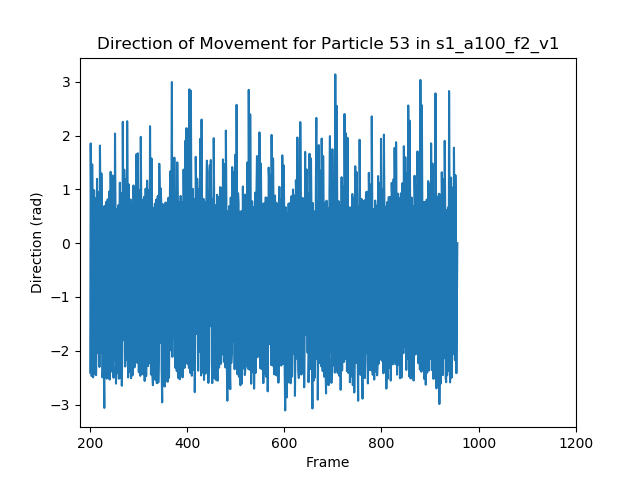 Direction of Movement for Particle 53 in s1_a100_f2_v1
3
2
1
0
−1
−2
−3
Direction (rad)
200 400 600 800 1000 1200
Frame